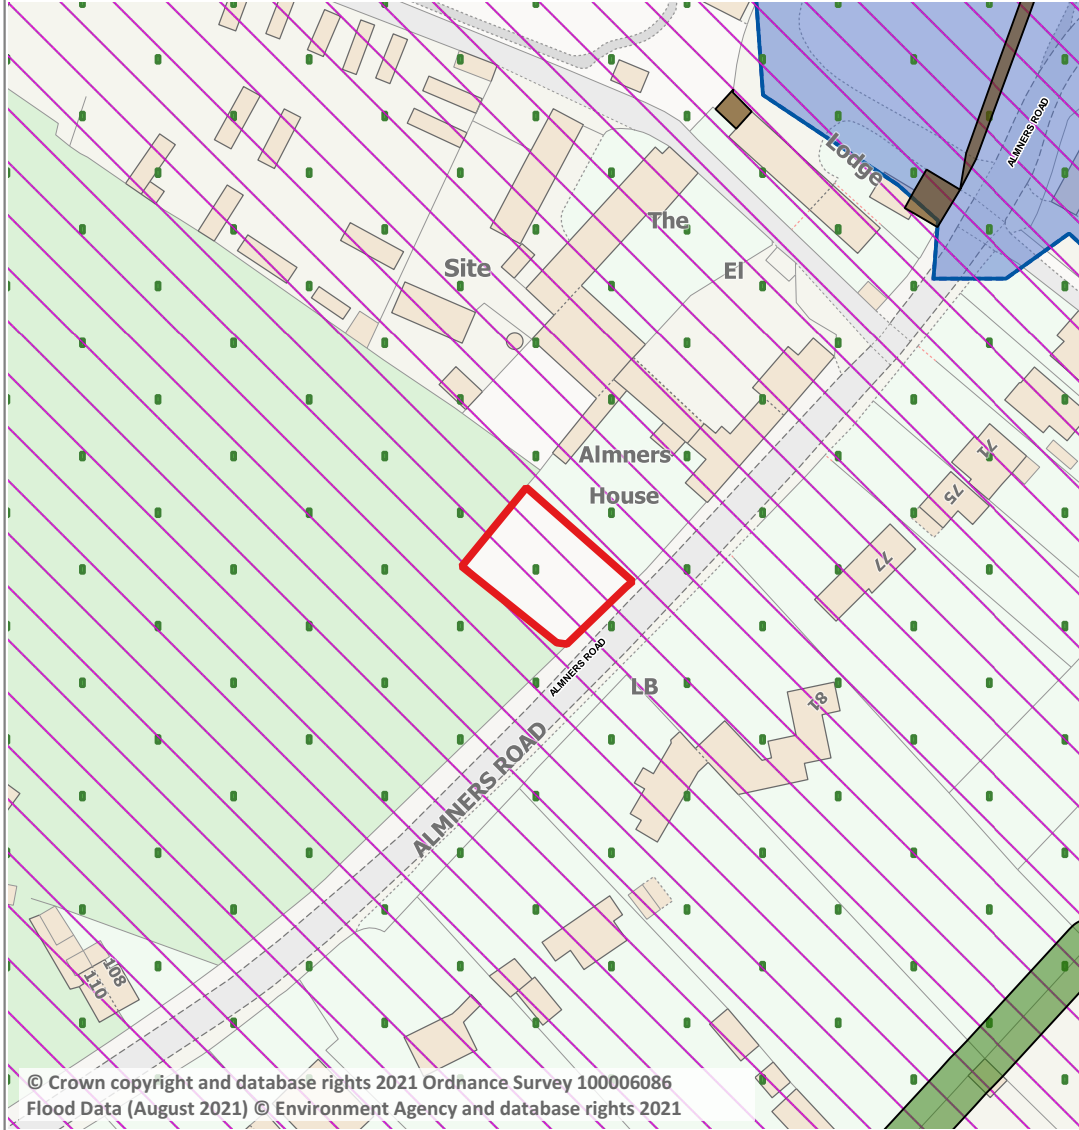 ALMNERS ROAD
Lodge
The
Site
El
Almners
House
71
75
77
ALMNERS ROAD
LB
81
ALMNERS ROAD
108
110
© Crown copyright and database rights 2021 Ordnance Survey 100006086
Flood Data (August 2021) © Environment Agency and database rights 2021